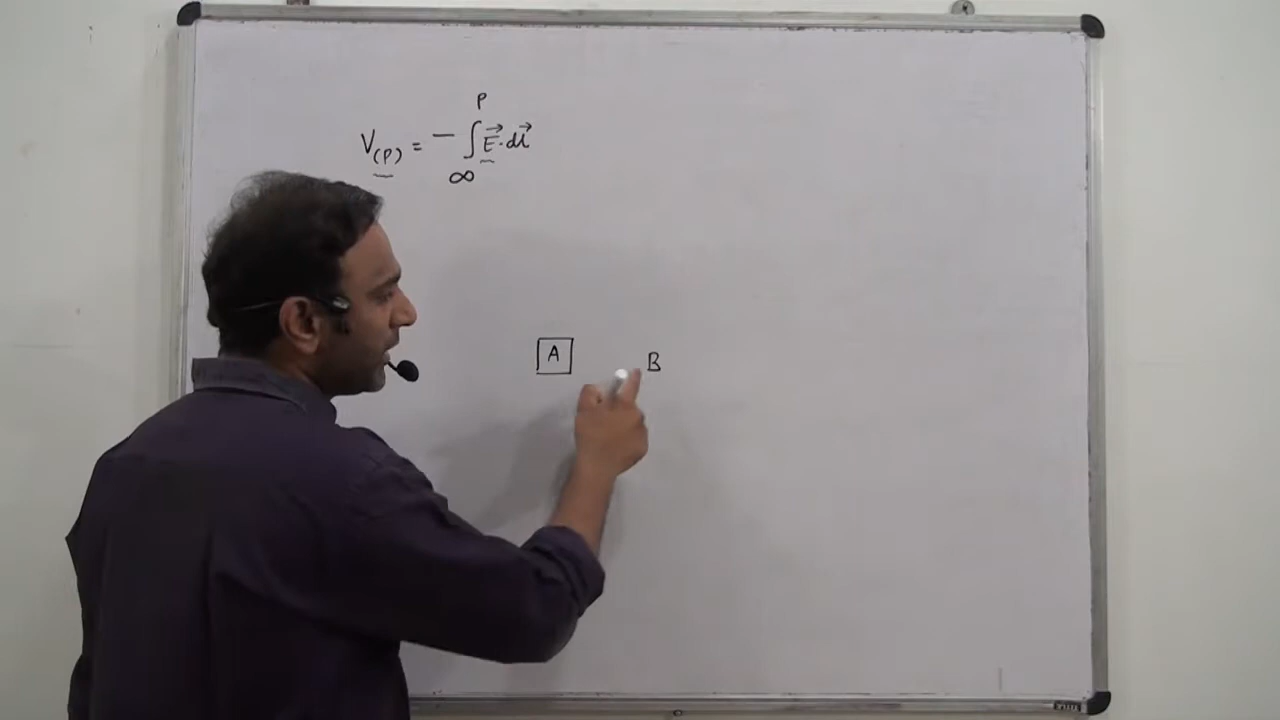 V(P) = − ∫_∞^P E⃗·dl⃗
A B